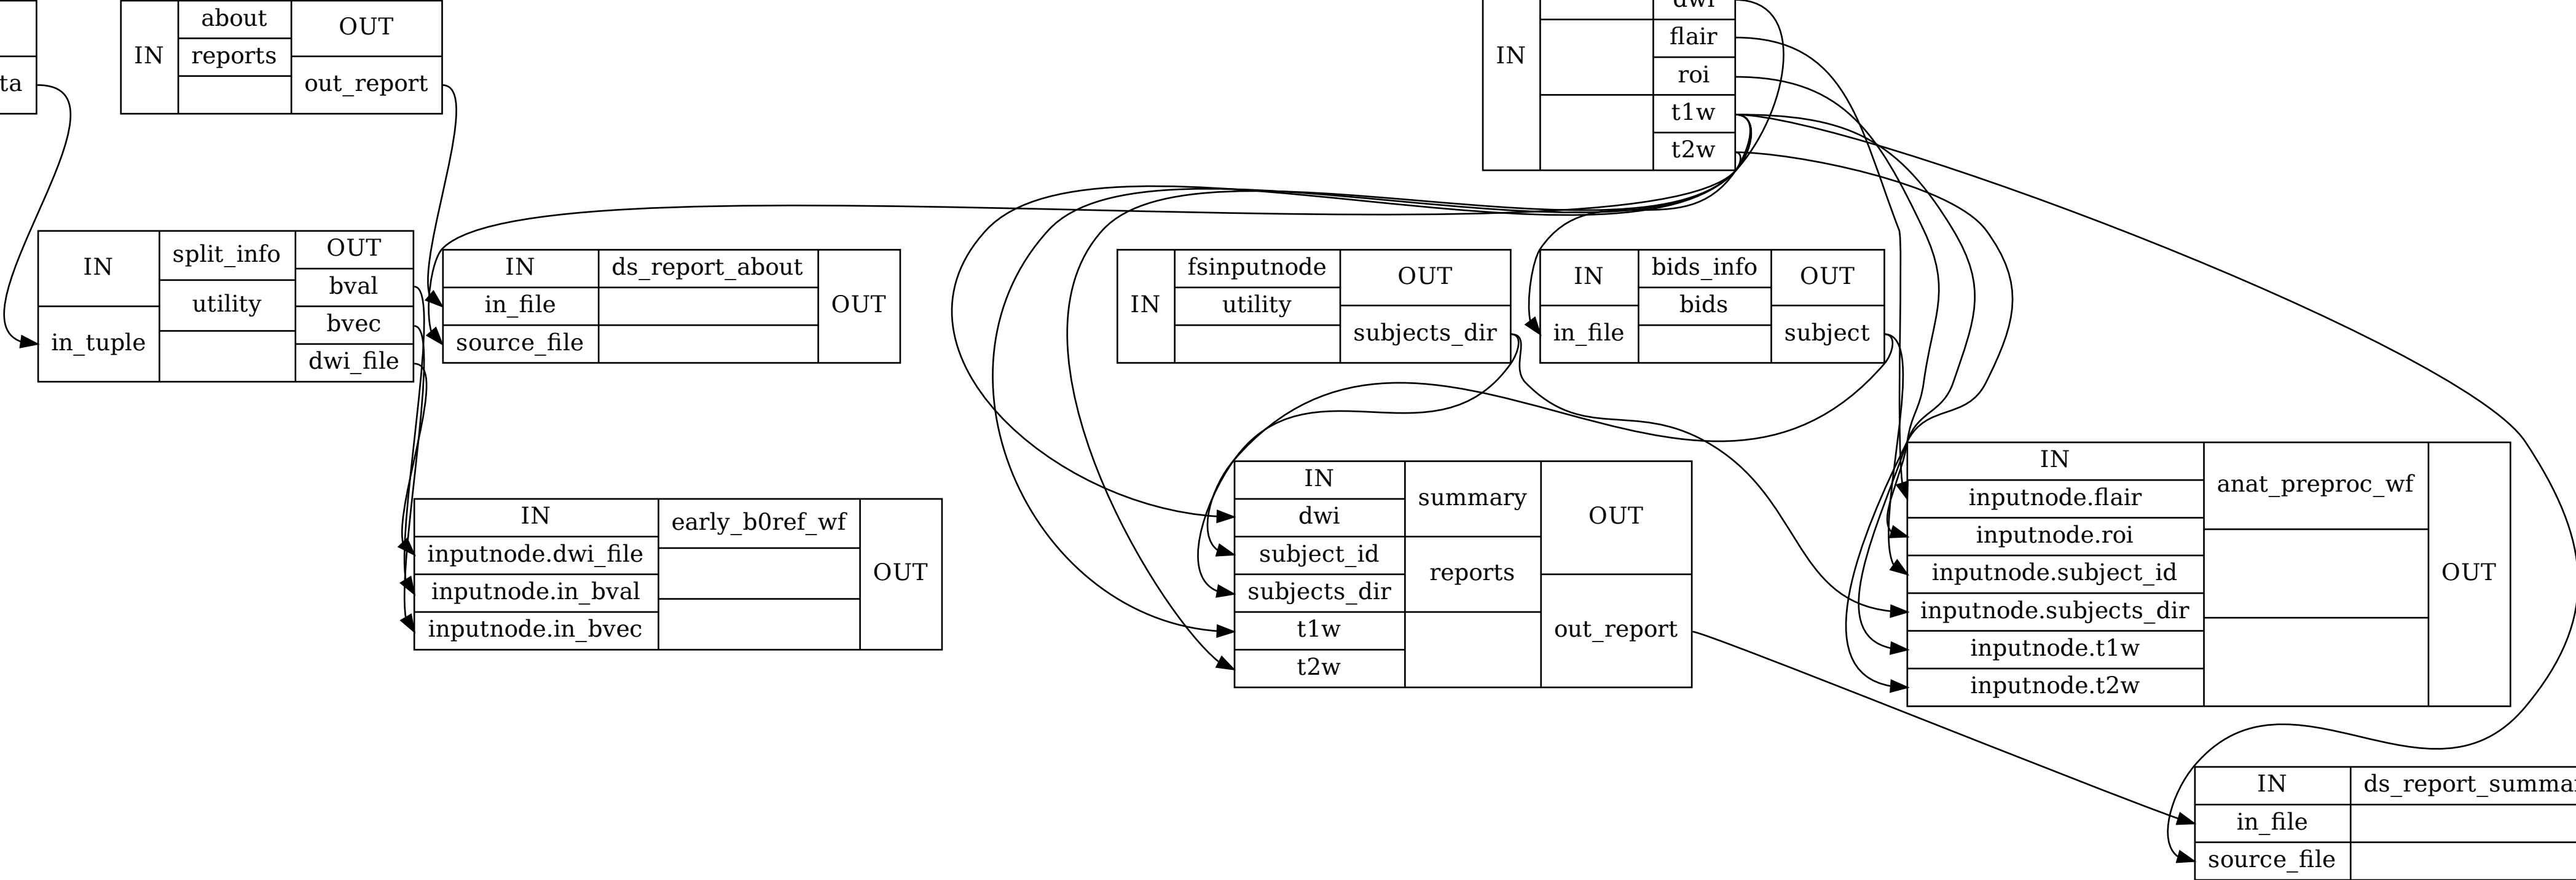 ta
IN
about
reports
OUT
out_report
IN
dwi
flair
roi
t1w
t2w
IN
in_tuple
split_info
utility
OUT
bval
bvec
dwi_file
IN
in_file
source_file
ds_report_about
OUT
IN
fsinputnode
utility
OUT
subjects_dir
IN
in_file
bids_info
bids
OUT
subject
IN
inputnode.dwi_file
inputnode.in_bval
inputnode.in_bvec
early_b0ref_wf
OUT
IN
dwi
subject_id
subjects_dir
t1w
t2w
summary
reports
OUT
out_report
IN
inputnode.flair
inputnode.roi
inputnode.subject_id
inputnode.subjects_dir
inputnode.t1w
inputnode.t2w
anat_preproc_wf
OUT
IN
in_file
source_file
ds_report_summa